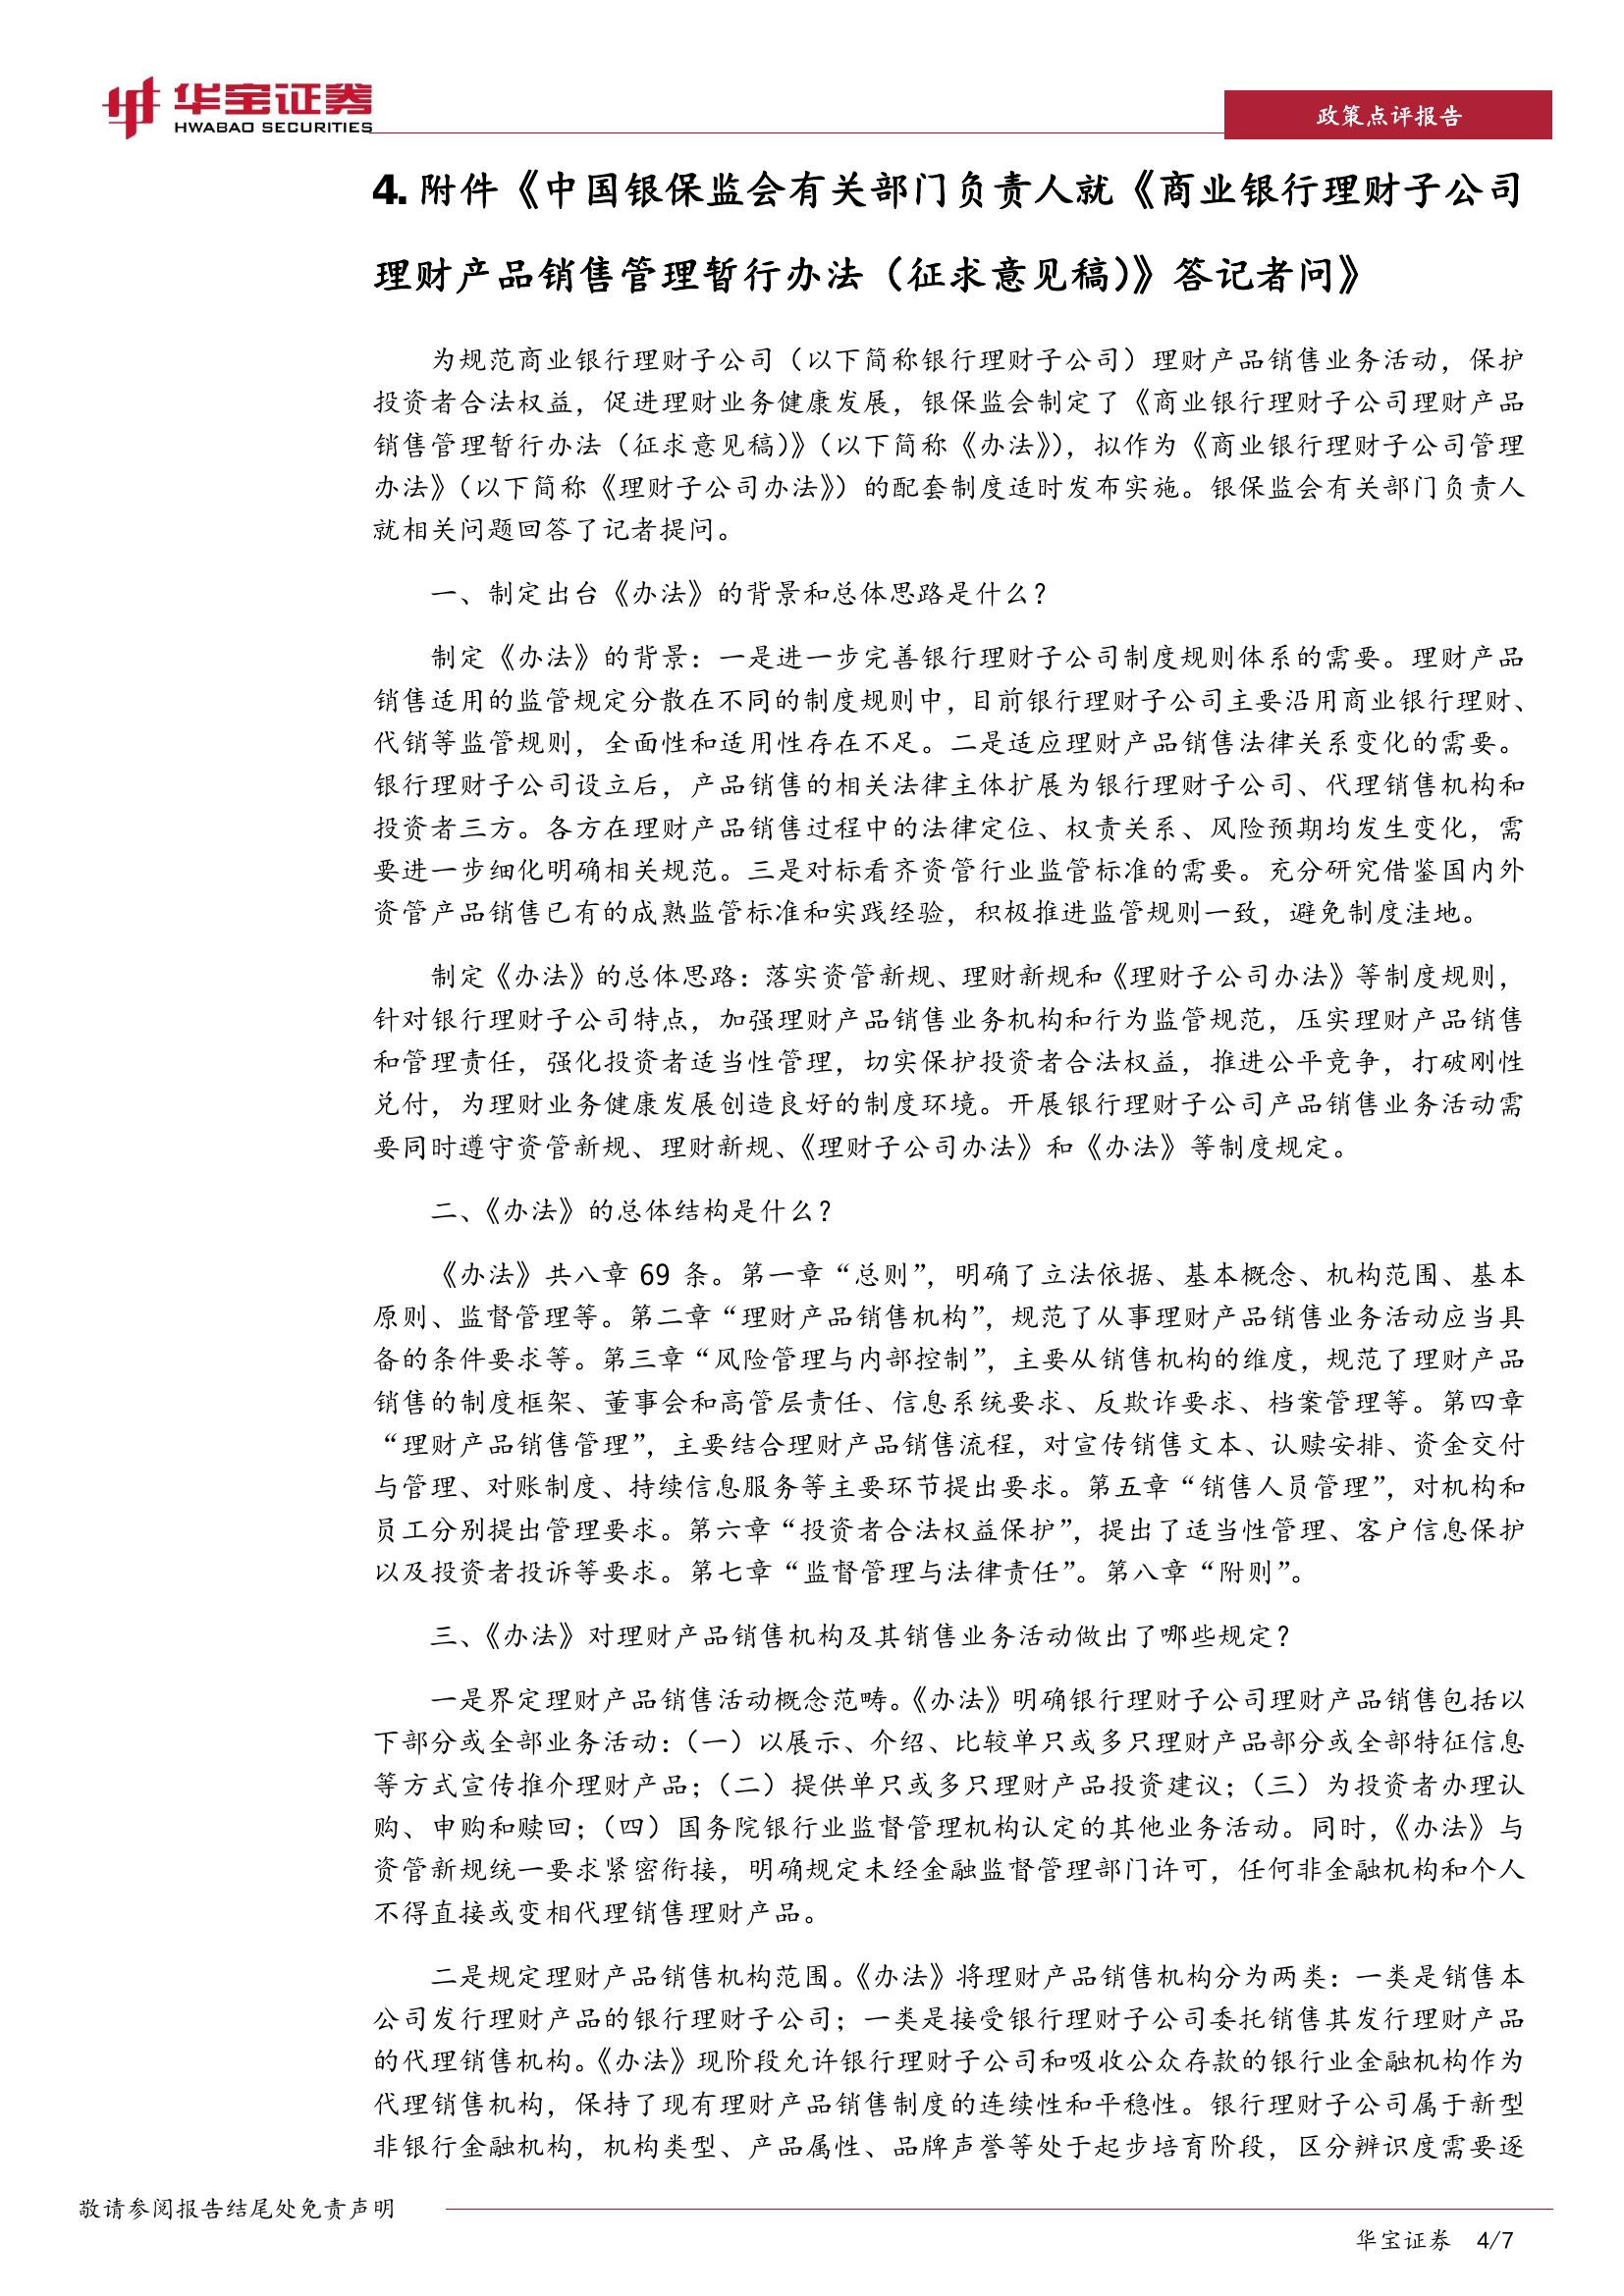 华宝证券
HWABAO SECURITIES
政策点评报告
4. 附件《中国银保监会有关部门负责人就《商业银行理财子公司
理财产品销售管理暂行办法（征求意见稿）》答记者问》
为规范商业银行理财子公司（以下简称银行理财子公司）理财产品销售业务活动，保护
投资者合法权益，促进理财业务健康发展，银保监会制定了《商业银行理财子公司理财产品
销售管理暂行办法（征求意见稿）》（以下简称《办法》），拟作为《商业银行理财子公司管理
办法》（以下简称《理财子公司办法》）的配套制度适时发布实施。银保监会有关部门负责人
就相关问题回答了记者提问。
一、制定出台《办法》的背景和总体思路是什么？
制定《办法》的背景：一是进一步完善银行理财子公司制度规则体系的需要。理财产品
销售适用的监管规定分散在不同的制度规则中，目前银行理财子公司主要沿用商业银行理财、
代销等监管规则，全面性和适用性存在不足。二是适应理财产品销售法律关系变化的需要。
银行理财子公司设立后，产品销售的相关法律主体扩展为银行理财子公司、代理销售机构和
投资者三方。各方在理财产品销售过程中的法律定位、权责关系、风险预期均发生变化，需
要进一步细化明确相关规范。三是对标看齐资管行业监管标准的需要。充分研究借鉴国内外
资管产品销售已有的成熟监管标准和实践经验，积极推进监管规则一致，避免制度洼地。
制定《办法》的总体思路：落实资管新规、理财新规和《理财子公司办法》等制度规则，
针对银行理财子公司特点，加强理财产品销售业务机构和行为监管规范，压实理财产品销售
和管理责任，强化投资者适当性管理，切实保护投资者合法权益，推进公平竞争，打破刚性
兑付，为理财业务健康发展创造良好的制度环境。开展银行理财子公司产品销售业务活动需
要同时遵守资管新规、理财新规、《理财子公司办法》和《办法》等制度规定。
二、《办法》的总体结构是什么？
《办法》共八章 69 条。第一章“总则”，明确了立法依据、基本概念、机构范围、基本
原则、监督管理等。第二章“理财产品销售机构”，规范了从事理财产品销售业务活动应当具
备的条件要求等。第三章“风险管理与内部控制”，主要从销售机构的维度，规范了理财产品
销售的制度框架、董事会和高管层责任、信息系统要求、反欺诈要求、档案管理等。第四章
“理财产品销售管理”，主要结合理财产品销售流程，对宣传销售文本、认赎安排、资金交付
与管理、对账制度、持续信息服务等主要环节提出要求。第五章“销售人员管理”，对机构和
员工分别提出管理要求。第六章“投资者合法权益保护”，提出了适当性管理、客户信息保护
以及投资者投诉等要求。第七章“监督管理与法律责任”。第八章“附则”。
三、《办法》对理财产品销售机构及其销售业务活动做出了哪些规定？
一是界定理财产品销售活动概念范畴。《办法》明确银行理财子公司理财产品销售包括以
下部分或全部业务活动：（一）以展示、介绍、比较单只或多只理财产品部分或全部特征信息
等方式宣传推介理财产品；（二）提供单只或多只理财产品投资建议；（三）为投资者办理认
购、申购和赎回；（四）国务院银行业监督管理机构认定的其他业务活动。同时，《办法》与
资管新规统一要求紧密衔接，明确规定未经金融监督管理部门许可，任何非金融机构和个人
不得直接或变相代理销售理财产品。
二是规定理财产品销售机构范围。《办法》将理财产品销售机构分为两类：一类是销售本
公司发行理财产品的银行理财子公司；一类是接受银行理财子公司委托销售其发行理财产品
的代理销售机构。《办法》现阶段允许银行理财子公司和吸收公众存款的银行业金融机构作为
代理销售机构，保持了现有理财产品销售制度的连续性和平稳性。银行理财子公司属于新型
非银行金融机构，机构类型、产品属性、品牌声誉等处于起步培育阶段，区分辨识度需要逐
敬请参阅报告结尾处免责声明
华宝证券 4/7